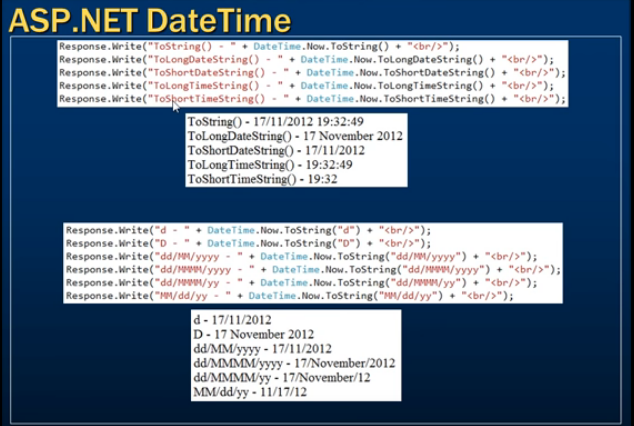 ASP.NET DateTime
Response.Write("ToString() - " + DateTime.Now.ToString() + "<br/>");
Response.Write("ToLongDateString() - " + DateTime.Now.ToLongDateString() + "<br/>");
Response.Write("ToShortDateString() - " + DateTime.Now.ToShortDateString() + "<br/>");
Response.Write("ToLongTimeString() - " + DateTime.Now.ToLongTimeString() + "<br/>");
Response.Write("ToShortTimeString() - " + DateTime.Now.ToShortTimeString() + "<br/>");
ToString() - 17/11/2012 19:32:49
ToLongDateString() - 17 November 2012
ToShortDateString() - 17/11/2012
ToLongTimeString() - 19:32:49
ToShortTimeString() - 19:32
Response.Write("d - " + DateTime.Now.ToString("d") + "<br/>");
Response.Write("D - " + DateTime.Now.ToString("D") + "<br/>");
Response.Write("dd/MM/yyyy - " + DateTime.Now.ToString("dd/MM/yyyy") + "<br/>");
Response.Write("dd/MMMM/yyyy - " + DateTime.Now.ToString("dd/MMMM/yyyy") + "<br/>");
Response.Write("dd/MMMM/yy - " + DateTime.Now.ToString("dd/MMMM/yy") + "<br/>");
Response.Write("MM/dd/yy - " + DateTime.Now.ToString("MM/dd/yy") + "<br/>");
d - 17/11/2012
D - 17 November 2012
dd/MM/yyyy - 17/11/2012
dd/MMMM/yyyy - 17/November/2012
dd/MMMM/yy - 17/November/12
MM/dd/yy - 11/17/12